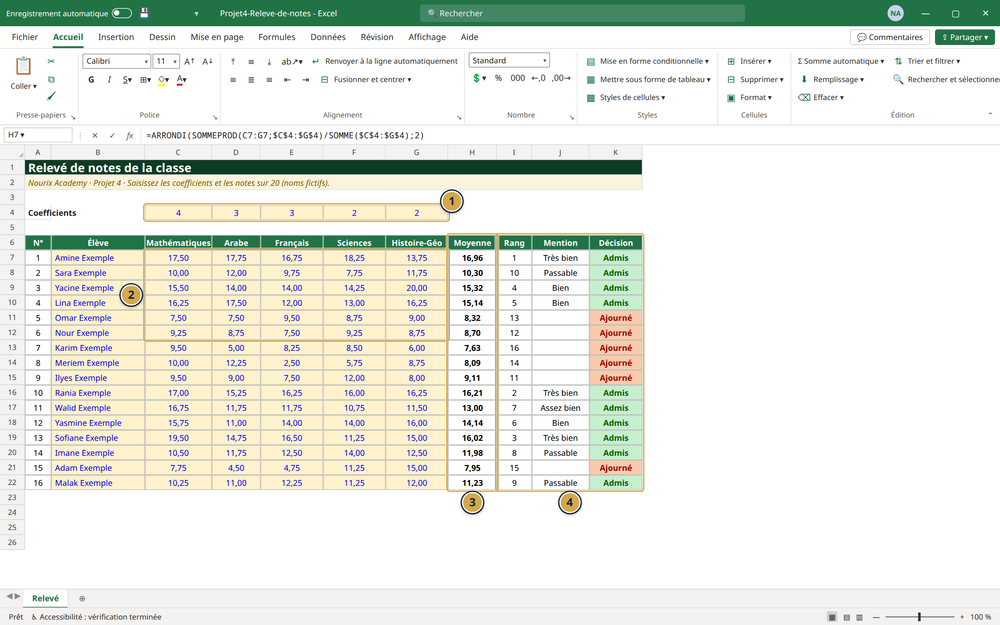 Enregistrement automatique Projet4-Releve-de-notes - Excel Rechercher NA
Fichier Accueil Insertion Dessin Mise en page Formules Données Révision Affichage Aide Commentaires Partager
Calibri 11 ab Renvoyer à la ligne automatiquement Standard Mise en forme conditionnelle Insérer Σ Somme automatique Trier et filtrer
Coller G I S A Fusionner et centrer % 000 ←,0 ,00→ Mettre sous forme de tableau Supprimer Remplissage Rechercher et sélectionner
Styles de cellules Format Effacer
Presse-papiers Police Alignement Nombre Styles Cellules Édition
H7 fx =ARRONDI(SOMMEPROD(C7:G7;$C$4:$G$4)/SOMME($C$4:$G$4);2)
A B C D E F G H I J K
1 Relevé de notes de la classe
2 Nourix Academy · Projet 4 · Saisissez les coefficients et les notes sur 20 (noms fictifs).
3
1
4 Coefficients 4 3 3 2 2
5
6 N° Élève Mathématiques Arabe Français Sciences Histoire-Géo Moyenne Rang Mention Décision
7 1 Amine Exemple 17,50 17,75 16,75 18,25 13,75 16,96 1 Très bien Admis
8 2 Sara Exemple 10,00 12,00 9,75 7,75 11,75 10,30 10 Passable Admis
9 3 Yacine Exemple 15,50 14,00 14,00 14,25 20,00 15,32 4 Bien Admis
2
10 4 Lina Exemple 16,25 17,50 12,00 13,00 16,25 15,14 5 Bien Admis
11 5 Omar Exemple 7,50 7,50 9,50 8,75 9,00 8,32 13 Ajourné
12 6 Nour Exemple 9,25 8,75 7,50 9,25 8,75 8,70 12 Ajourné
13 7 Karim Exemple 9,50 5,00 8,25 8,50 6,00 7,63 16 Ajourné
14 8 Meriem Exemple 10,00 12,25 2,50 5,75 8,75 8,09 14 Ajourné
15 9 Ilyes Exemple 9,50 9,00 7,50 12,00 8,00 9,11 11 Ajourné
16 10 Rania Exemple 17,00 15,25 16,25 16,00 16,25 16,21 2 Très bien Admis
17 11 Walid Exemple 16,75 11,75 11,75 10,75 11,50 13,00 7 Assez bien Admis
18 12 Yasmine Exemple 15,75 11,00 14,00 14,00 16,00 14,14 6 Bien Admis
19 13 Sofiane Exemple 19,50 14,75 16,50 11,25 15,00 16,02 3 Très bien Admis
20 14 Imane Exemple 10,50 11,75 12,50 14,00 12,50 11,98 8 Passable Admis
21 15 Adam Exemple 7,75 4,50 4,75 11,25 15,00 7,95 15 Ajourné
22 16 Malak Exemple 10,25 11,00 12,25 11,25 12,00 11,23 9 Passable Admis
23
3 4
24
25
26
Relevé
Prêt Accessibilité : vérification terminée — + 100 %